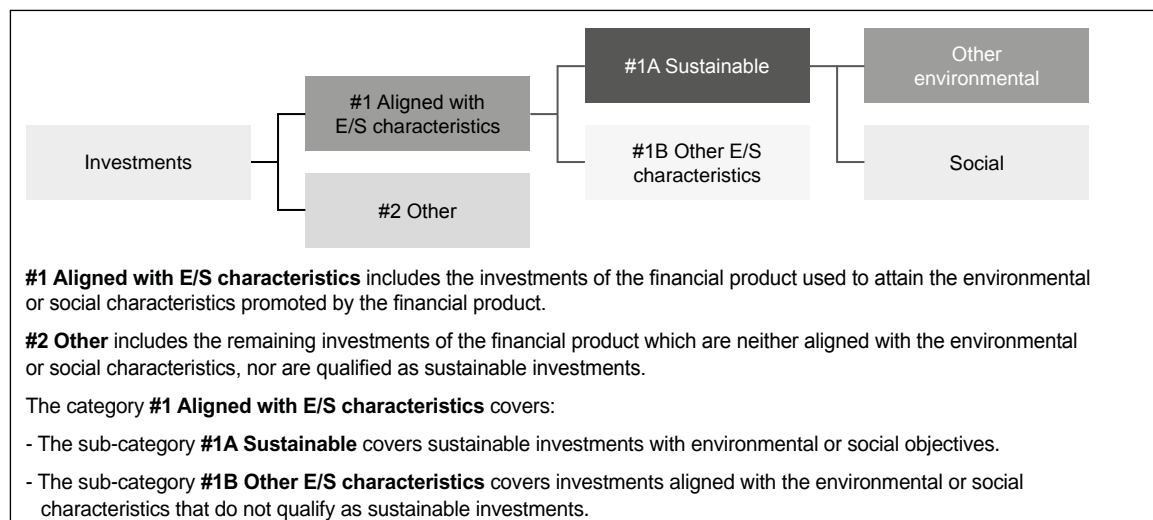 Investments
#1 Aligned with
E/S characteristics
#2 Other
#1A Sustainable
#1B Other E/S
characteristics
Other
environmental
Social
#1 Aligned with E/S characteristics includes the investments of the financial product used to attain the environmental
or social characteristics promoted by the financial product.
#2 Other includes the remaining investments of the financial product which are neither aligned with the environmental
or social characteristics, nor are qualified as sustainable investments.
The category #1 Aligned with E/S characteristics covers:
- The sub-category #1A Sustainable covers sustainable investments with environmental or social objectives.
- The sub-category #1B Other E/S characteristics covers investments aligned with the environmental or social
characteristics that do not qualify as sustainable investments.